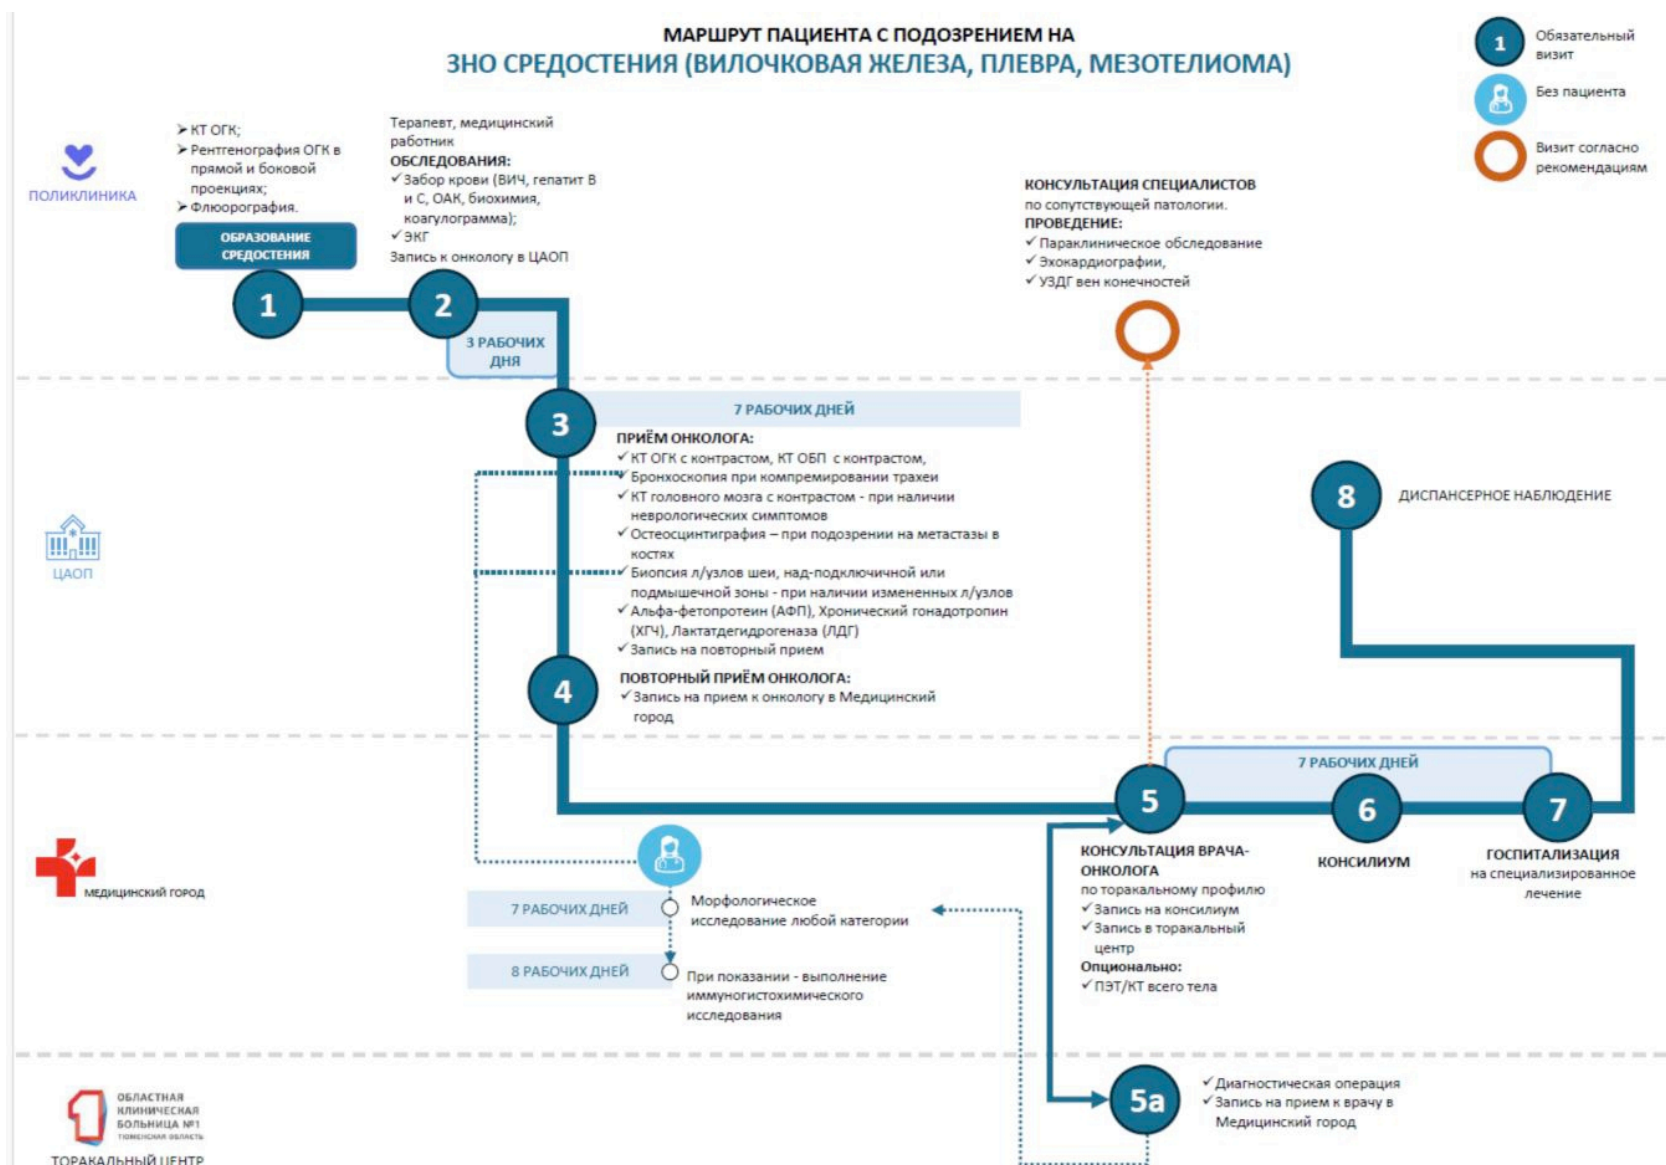 МАРШРУТ ПАЦИЕНТА С ПОДОЗРЕНИЕМ НА
ЗНО СРЕДОСТЕНИЯ (ВИЛОЧКОВАЯ ЖЕЛЕЗА, ПЛЕВРА, МЕЗОТЕЛИОМА)
1
Обязательный
визит
Без пациента
Визит согласно
рекомендациям
ПОЛИКЛИНИКА
➤ КТ ОГК;
➤ Рентгенография ОГК в
прямой и боковой
проекциях;
➤ Флюорография.
ОБРАЗОВАНИЕ
СРЕДОСТЕНИЯ
1
Терапевт, медицинский
работник
ОБСЛЕДОВАНИЯ:
✓ Забор крови (ВИЧ, гепатит В
и С, ОАК, биохимия,
коагулограмма);
✓ ЭКГ
Запись к онкологу в ЦАОП
2
3 РАБОЧИХ
ДНЯ
КОНСУЛЬТАЦИЯ СПЕЦИАЛИСТОВ
по сопутствующей патологии.
ПРОВЕДЕНИЕ:
✓ Параклиническое обследование
✓ Эхокардиографии,
✓ УЗДГ вен конечностей
ЦАОП
3
7 РАБОЧИХ ДНЕЙ
ПРИЁМ ОНКОЛОГА:
✓ КТ ОГК с контрастом, КТ ОБП с контрастом,
✓ Бронхоскопия при компремировании трахеи
✓ КТ головного мозга с контрастом - при наличии
неврологических симптомов
✓ Остеосцинтиграфия – при подозрении на метастазы в
костях
✓ Биопсия л/узлов шеи, над-подключичной или
подмышечной зоны - при наличии измененных л/узлов
✓ Альфа-фетопротеин (АФП), Хронический гонадотропин
(ХГЧ), Лактатдегидрогеназа (ЛДГ)
✓ Запись на повторный прием
4
ПОВТОРНЫЙ ПРИЁМ ОНКОЛОГА:
✓ Запись на прием к онкологу в Медицинский
город
8
ДИСПАНСЕРНОЕ НАБЛЮДЕНИЕ
МЕДИЦИНСКИЙ ГОРОД
7 РАБОЧИХ ДНЕЙ
Морфологическое
исследование любой категории
8 РАБОЧИХ ДНЕЙ
При показании - выполнение
иммуногистохимического
исследования
7 РАБОЧИХ ДНЕЙ
5
КОНСУЛЬТАЦИЯ ВРАЧА-
ОНКОЛОГА
по торакальному профилю
✓ Запись на консилиум
✓ Запись в торакальный
центр
Опционально:
✓ ПЭТ/КТ всего тела
6
КОНСИЛИУМ
7
ГОСПИТАЛИЗАЦИЯ
на специализированное
лечение
ОБЛАСТНАЯ
КЛИНИЧЕСКАЯ
БОЛЬНИЦА №1
ТЮМЕНСКАЯ ОБЛАСТЬ
ТОРАКАЛЬНЫЙ ЦЕНТР
5а
✓ Диагностическая операция
✓ Запись на прием к врачу в
Медицинский город